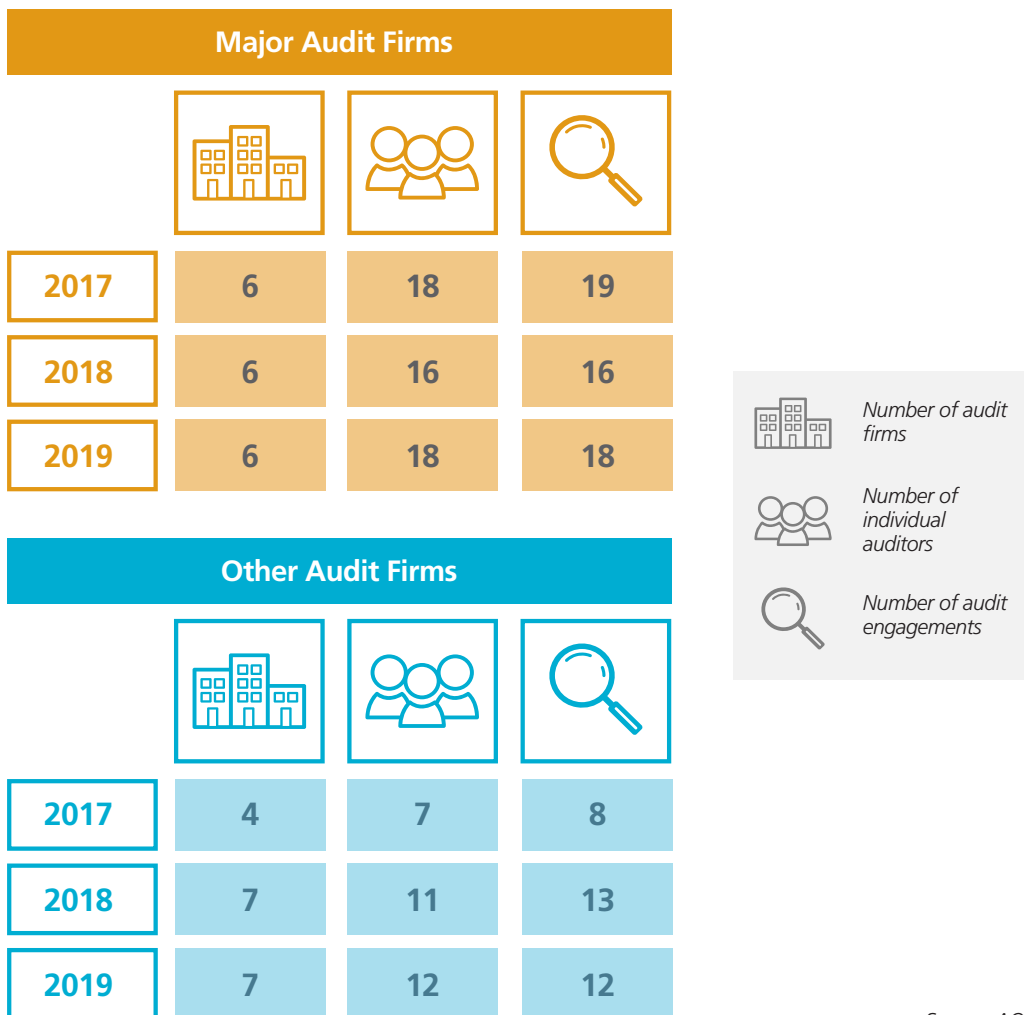 Major Audit Firms
2017 6 18 19
2018 6 16 16
2019 6 18 18
Number of audit
firms
Number of
individual
auditors
Number of audit
engagements
Other Audit Firms
2017 4 7 8
2018 7 11 13
2019 7 12 12